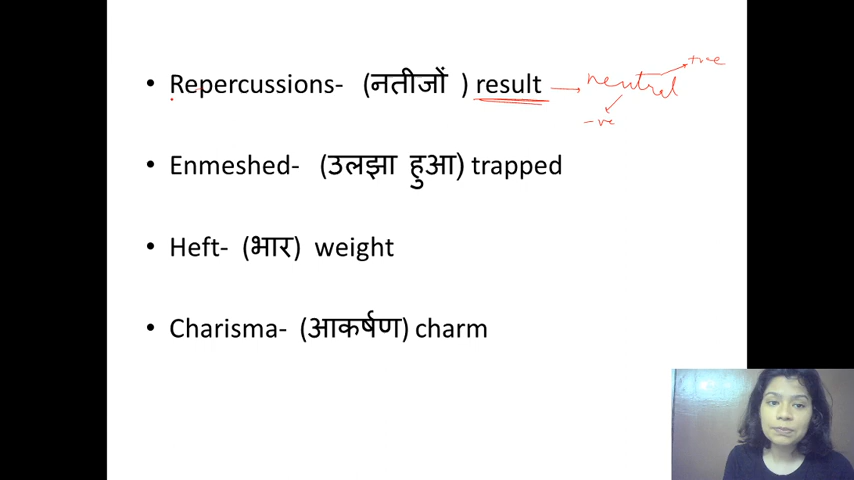 • Repercussions- (नतीजों ) result → neutral
+ve
-ve
• Enmeshed- (उलझा हुआ) trapped
• Heft- (भार) weight
• Charisma- (आकर्षण) charm